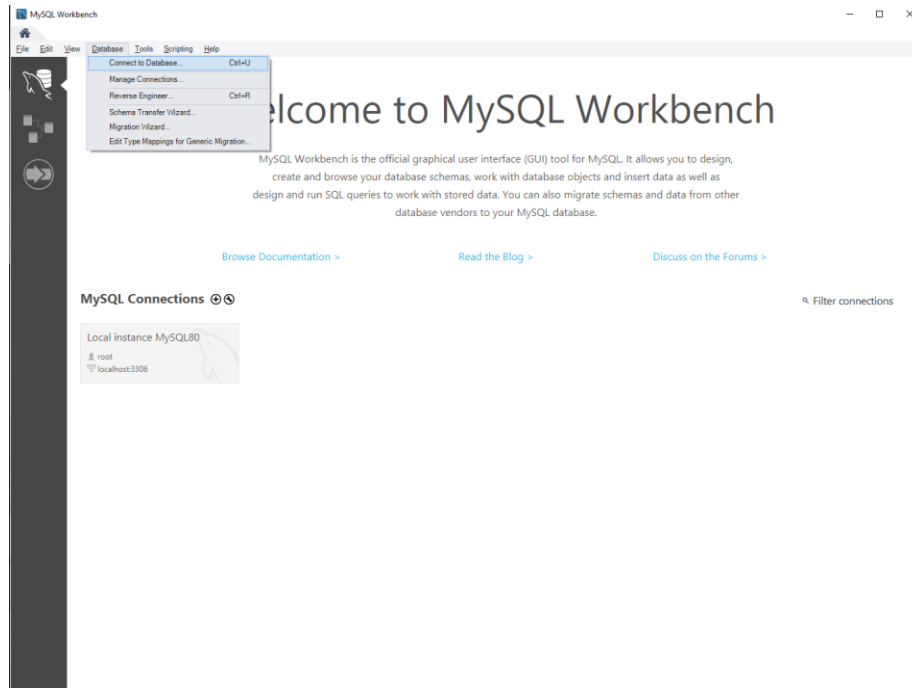 MySQL Workbench
File Edit View Database Tools Scripting Help
Connect to Database... Ctrl+U
Manage Connections...
Reverse Engineer... Ctrl+R
Schema Transfer Wizard...
Migration Wizard...
Edit Type Mappings for Generic Migration...
elcome to MySQL Workbench
MySQL Workbench is the official graphical user interface (GUI) tool for MySQL. It allows you to design,
create and browse your database schemas, work with database objects and insert data as well as
design and run SQL queries to work with stored data. You can also migrate schemas and data from other
database vendors to your MySQL database.
Browse Documentation > Read the Blog > Discuss on the Forums >
MySQL Connections Filter connections
Local instance MySQL80
root
localhost:3306